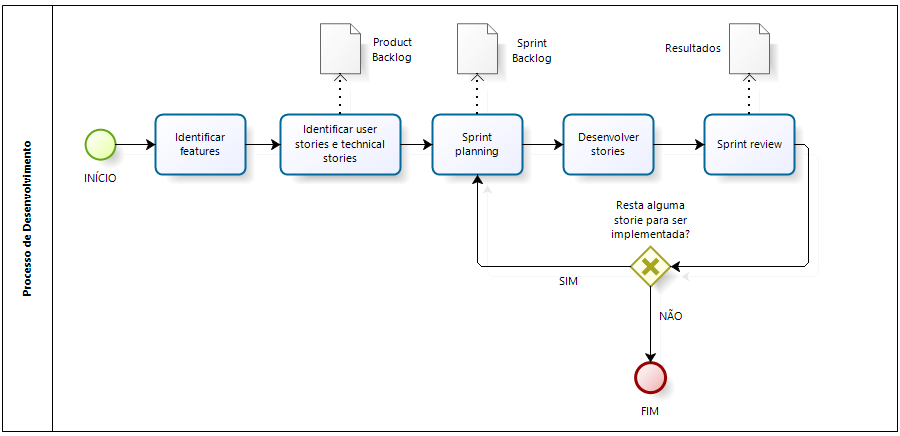 Processo de Desenvolvimento
Product
Backlog
Sprint
Backlog
Resultados
INÍCIO
Identificar
features
Identificar user
stories e technical
stories
Sprint
planning
Desenvolver
stories
Sprint review
Resta alguma
storie para ser
implementada?
SIM
NÃO
FIM